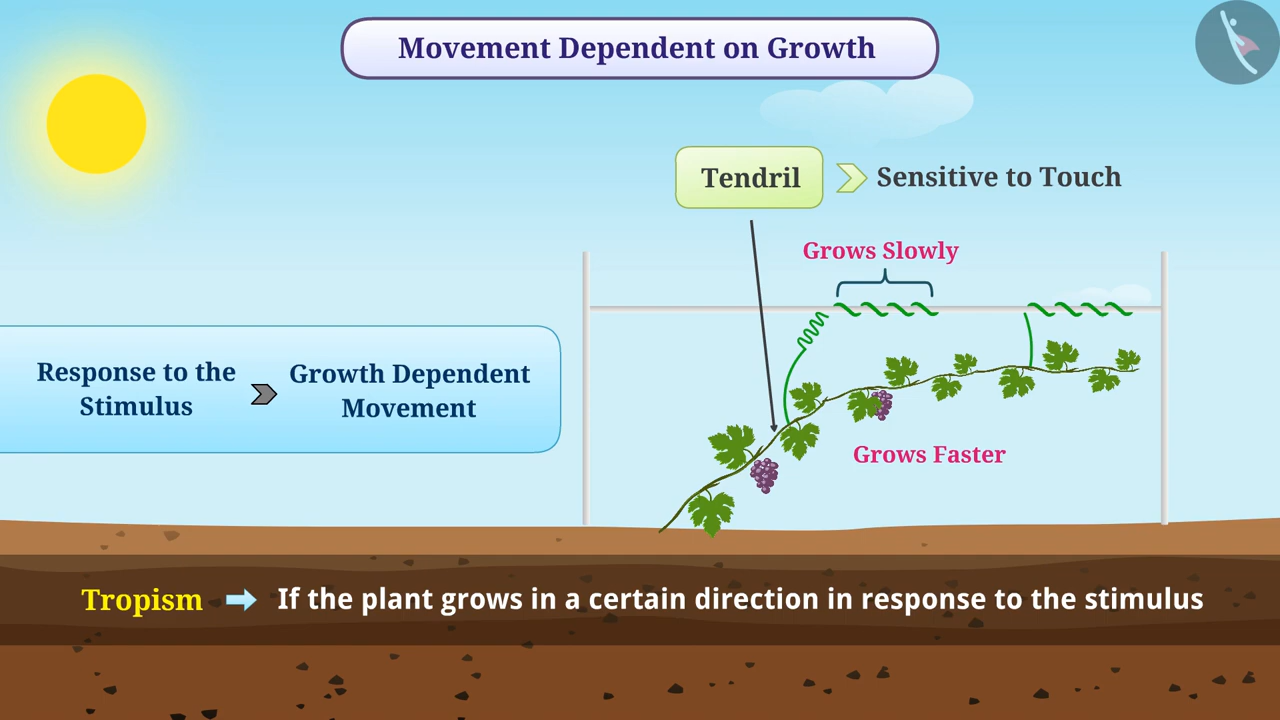 Movement Dependent on Growth
Tendril
Sensitive to Touch
Grows Slowly
Response to the
Stimulus
Growth Dependent
Movement
Grows Faster
Tropism
If the plant grows in a certain direction in response to the stimulus